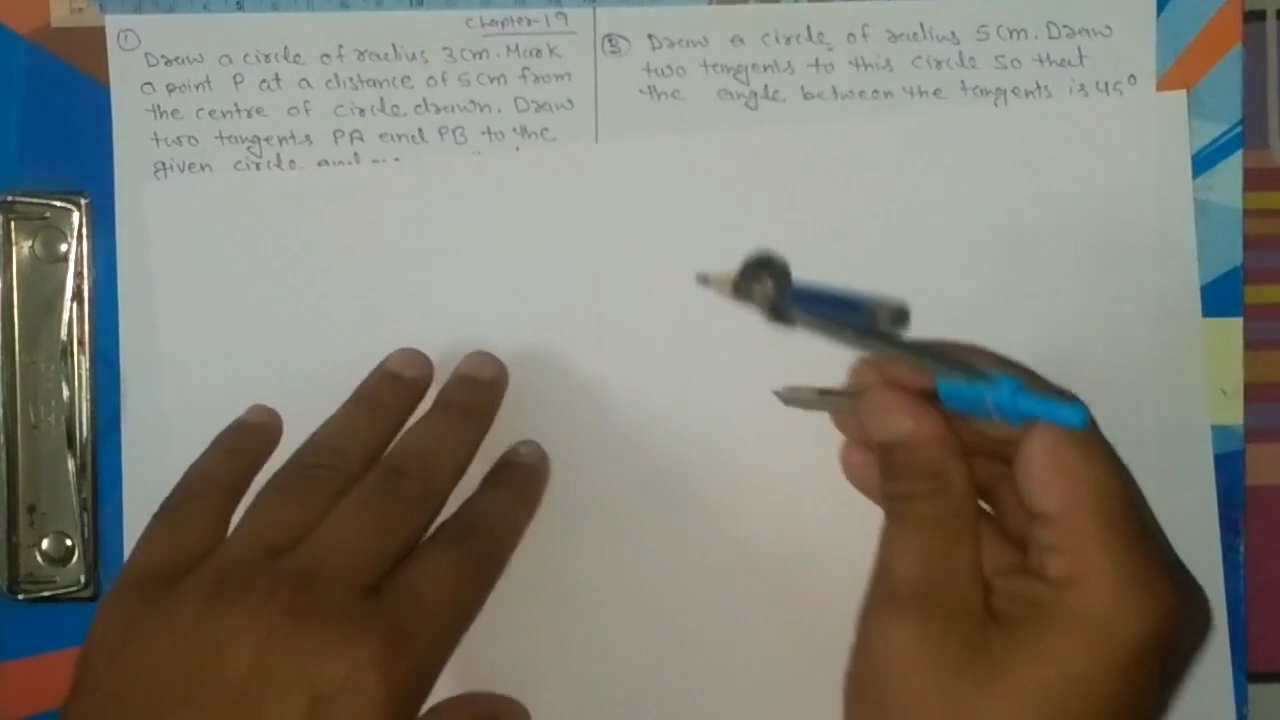 Chapter-19
① Draw a circle of radius 3cm. Mark
a point P at a distance of 5cm from
the centre of circle drawn. Draw
two tangents PA and PB to the
given circle and ...
③ Draw a circle of radius 5cm. Draw
two tangents to this circle so that
the angle between the tangents is 45°